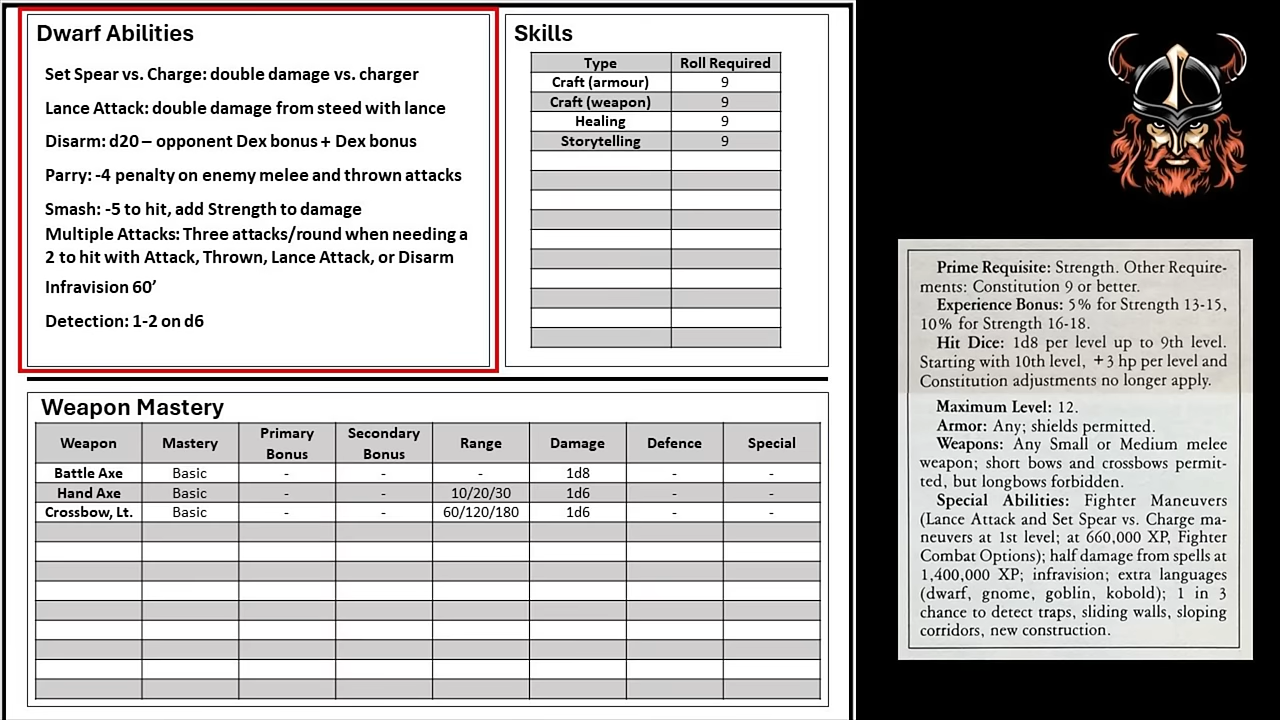 Dwarf Abilities
Set Spear vs. Charge: double damage vs. charger
Lance Attack: double damage from steed with lance
Disarm: d20 – opponent Dex bonus + Dex bonus
Parry: -4 penalty on enemy melee and thrown attacks
Smash: -5 to hit, add Strength to damage
Multiple Attacks: Three attacks/round when needing a
2 to hit with Attack, Thrown, Lance Attack, or Disarm
Infravision 60’
Detection: 1-2 on d6
Skills
Type Roll Required
Craft (armour) 9
Craft (weapon) 9
Healing 9
Storytelling 9
Weapon Mastery
Weapon Mastery Primary Bonus Secondary Bonus Range Damage Defence Special
Battle Axe Basic - - - 1d8 - -
Hand Axe Basic - - 10/20/30 1d6 - -
Crossbow, Lt. Basic - - 60/120/180 1d6 - -
Prime Requisite: Strength. Other Require-
ments: Constitution 9 or better.
Experience Bonus: 5% for Strength 13-15,
10% for Strength 16-18.
Hit Dice: 1d8 per level up to 9th level.
Starting with 10th level, +3 hp per level and
Constitution adjustments no longer apply.
Maximum Level: 12.
Armor: Any; shields permitted.
Weapons: Any Small or Medium melee
weapon; short bows and crossbows permit-
ted, but longbows forbidden.
Special Abilities: Fighter Maneuvers
(Lance Attack and Set Spear vs. Charge ma-
neuvers at 1st level; at 660,000 XP, Fighter
Combat Options); half damage from spells at
1,400,000 XP; infravision; extra languages
(dwarf, gnome, goblin, kobold); 1 in 3
chance to detect traps, sliding walls, sloping
corridors, new construction.